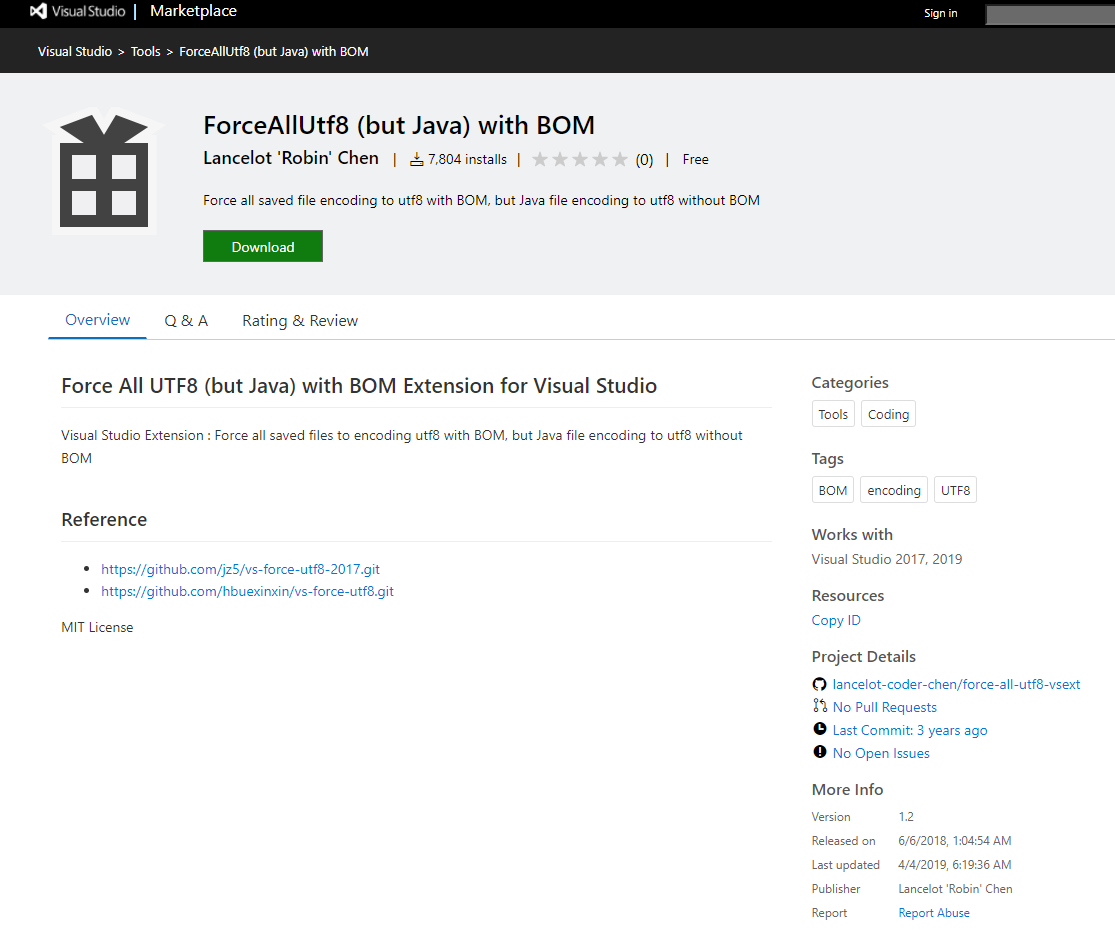 Visual Studio | Marketplace
Sign in
Visual Studio > Tools > ForceAllUtf8 (but Java) with BOM
ForceAllUtf8 (but Java) with BOM
Lancelot 'Robin' Chen | 7,804 installs | (0) | Free
Force all saved file encoding to utf8 with BOM, but Java file encoding to utf8 without BOM
Download
Overview Q & A Rating & Review
Force All UTF8 (but Java) with BOM Extension for Visual Studio
Visual Studio Extension : Force all saved files to encoding utf8 with BOM, but Java file encoding to utf8 without
BOM
Reference
• https://github.com/jz5/vs-force-utf8-2017.git
• https://github.com/hbuexinxin/vs-force-utf8.git
MIT License
Categories
Tools Coding
Tags
BOM encoding UTF8
Works with
Visual Studio 2017, 2019
Resources
Copy ID
Project Details
lancelot-coder-chen/force-all-utf8-vsext
No Pull Requests
Last Commit: 3 years ago
No Open Issues
More Info
Version 1.2
Released on 6/6/2018, 1:04:54 AM
Last updated 4/4/2019, 6:19:36 AM
Publisher Lancelot 'Robin' Chen
Report Report Abuse